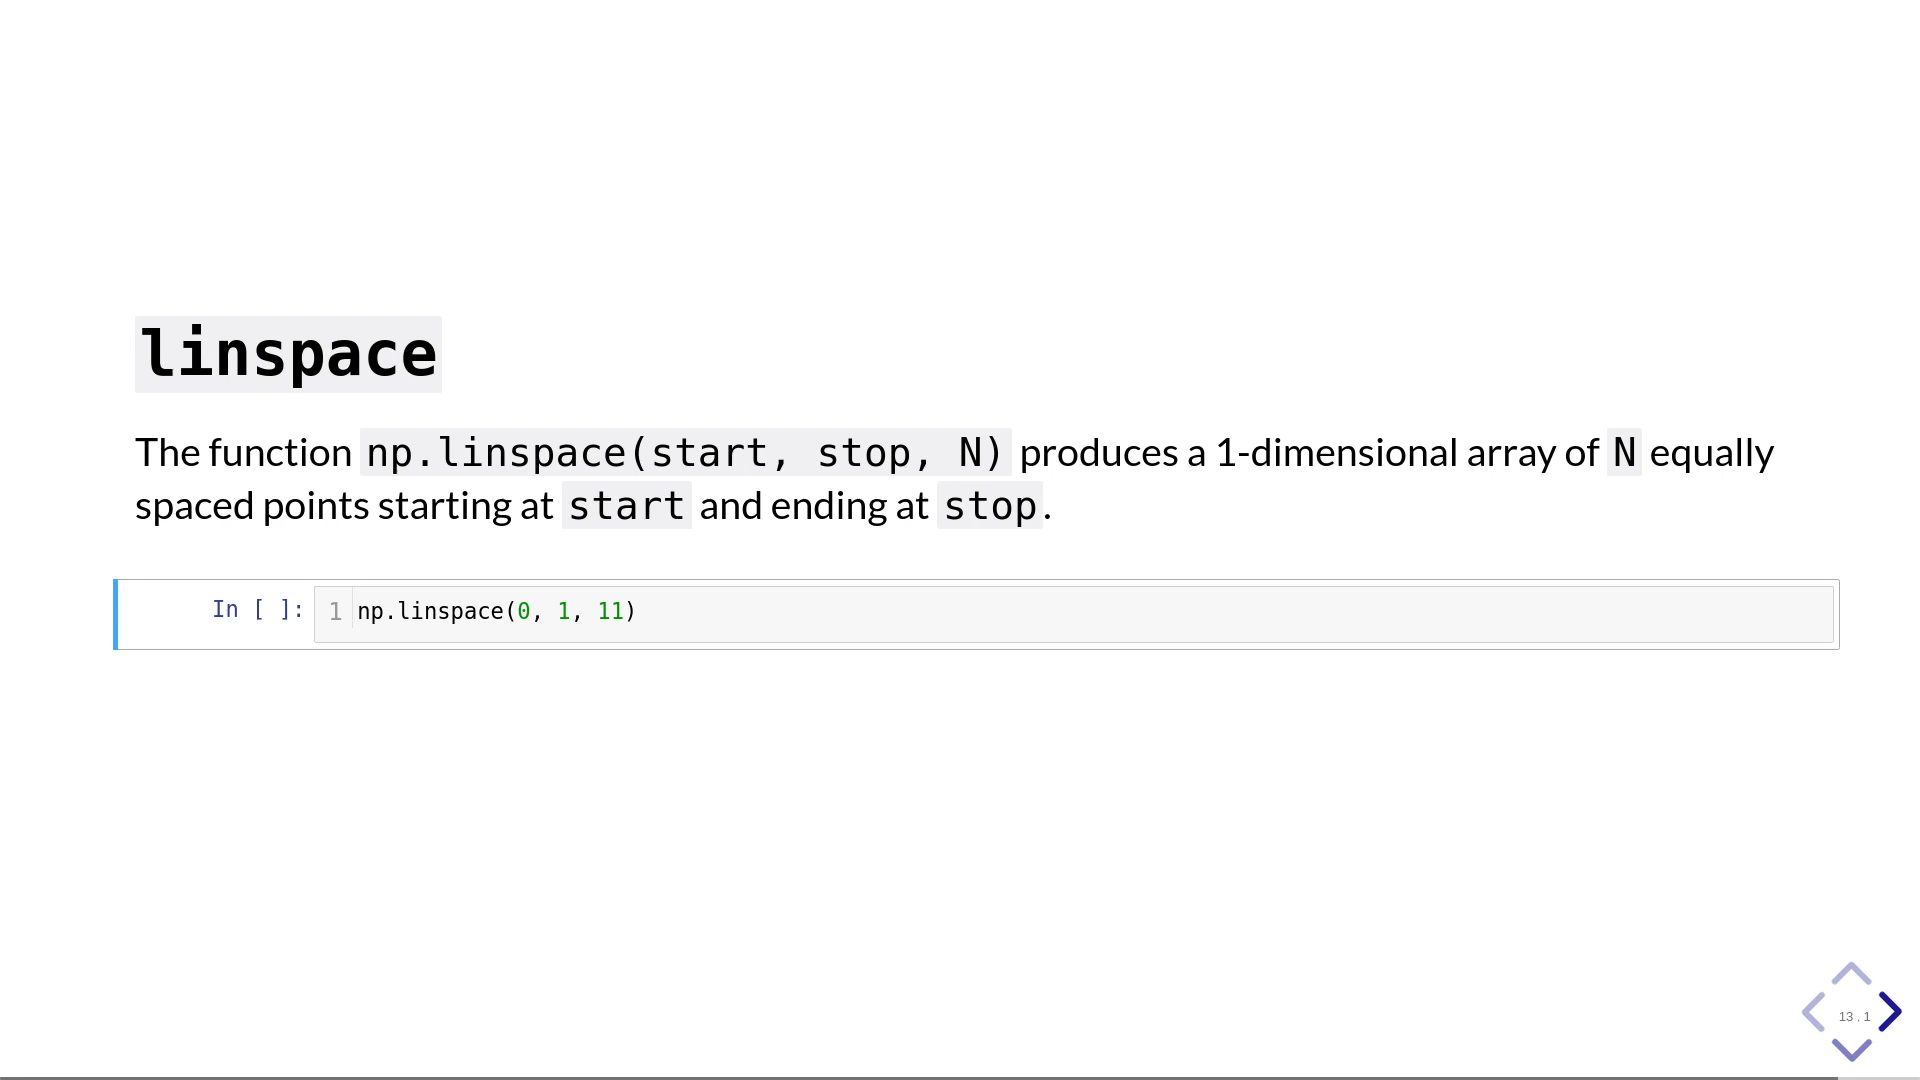 linspace
The function np.linspace(start, stop, N) produces a 1-dimensional array of N equally
spaced points starting at start and ending at stop.
In [ ]: 1 np.linspace(0, 1, 11)
13 . 1